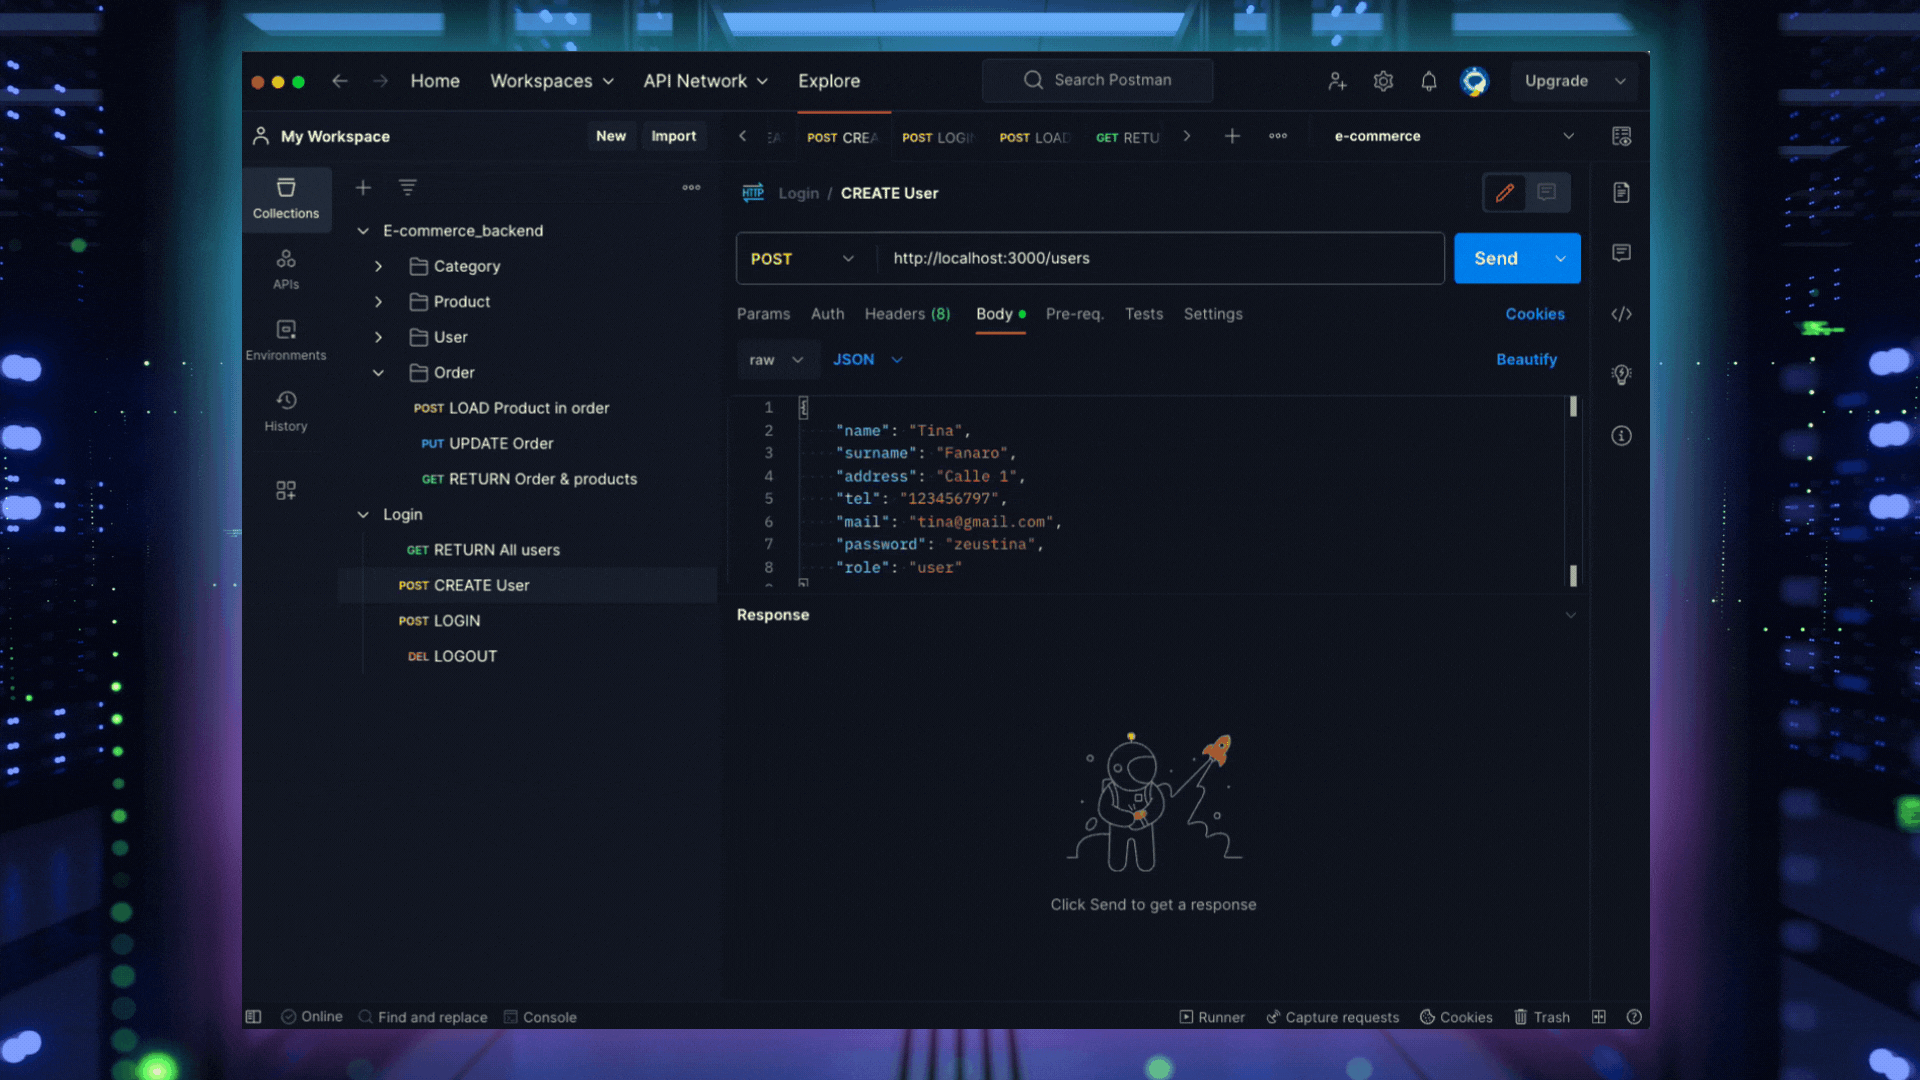 Home Workspaces API Network Explore Search Postman Upgrade
My Workspace New Import POST CREA POST LOGIN POST LOAD GET RETU e-commerce
Collections
APIs
Environments
History
E-commerce_backend
Category
Product
User
Order
POST LOAD Product in order
PUT UPDATE Order
GET RETURN Order & products
Login
GET RETURN All users
POST CREATE User
POST LOGIN
DEL LOGOUT
HTTP Login / CREATE User
POST http://localhost:3000/users Send
Params Auth Headers (8) Body Pre-req. Tests Settings Cookies
raw JSON Beautify
1 {
2 "name": "Tina",
3 "surname": "Fanaro",
4 "address": "Calle 1",
5 "tel": "123456797",
6 "mail": "tina@gmail.com",
7 "password": "zeustina",
8 "role": "user"
Response
Click Send to get a response
Online Find and replace Console Runner Capture requests Cookies Trash